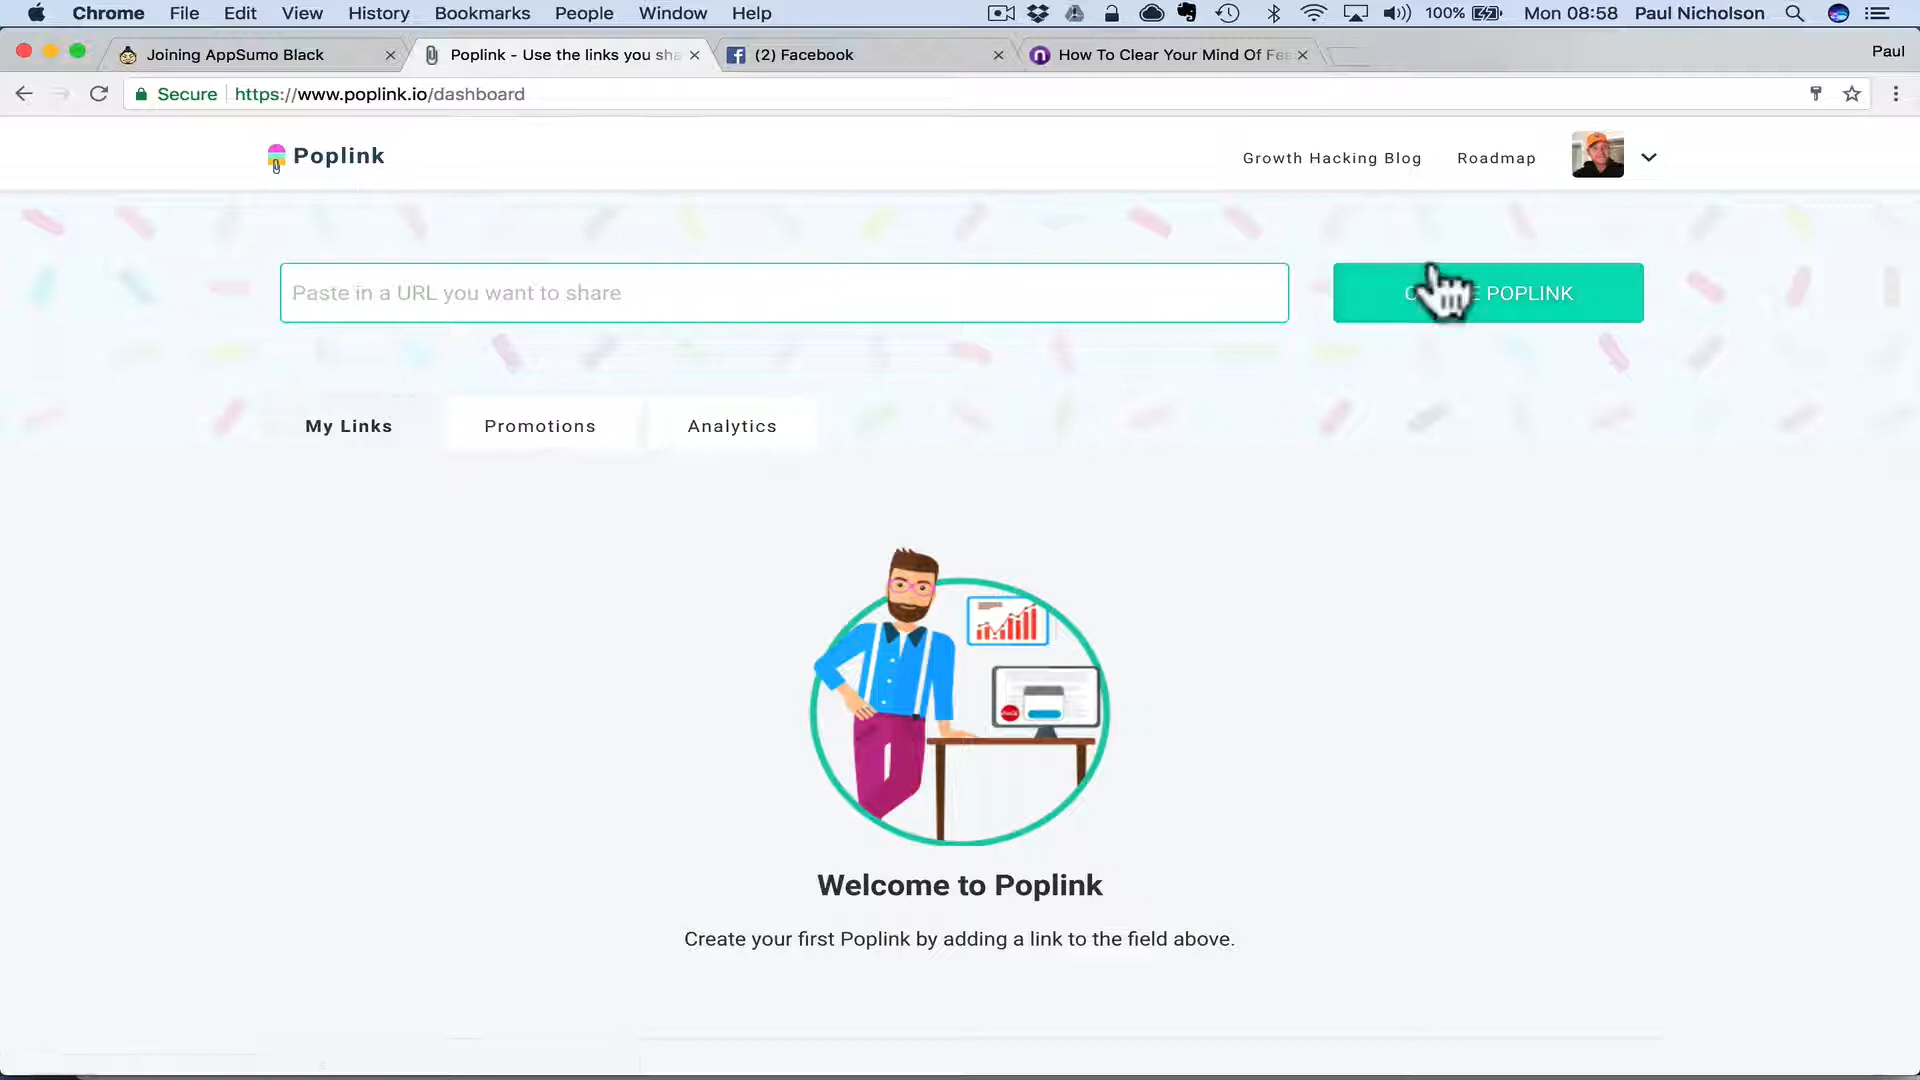 Chrome File Edit View History Bookmarks People Window Help 100% Mon 08:58 Paul Nicholson
Joining AppSumo Black Poplink - Use the links you sha (2) Facebook How To Clear Your Mind Of Fea Paul
Secure https://www.poplink.io/dashboard
Poplink Growth Hacking Blog Roadmap
Paste in a URL you want to share POPLINK
My Links Promotions Analytics
Welcome to Poplink
Create your first Poplink by adding a link to the field above.